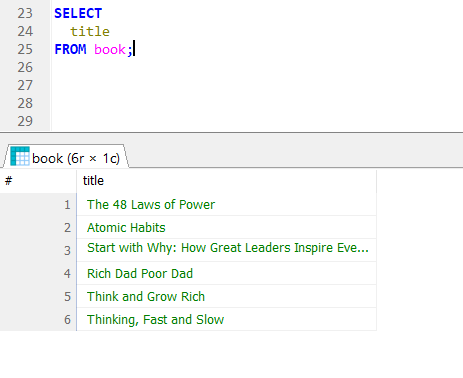 23 SELECT
24 title
25 FROM book;
26
27
28
29
book (6r × 1c)
# title
1 The 48 Laws of Power
2 Atomic Habits
3 Start with Why: How Great Leaders Inspire Eve...
4 Rich Dad Poor Dad
5 Think and Grow Rich
6 Thinking, Fast and Slow